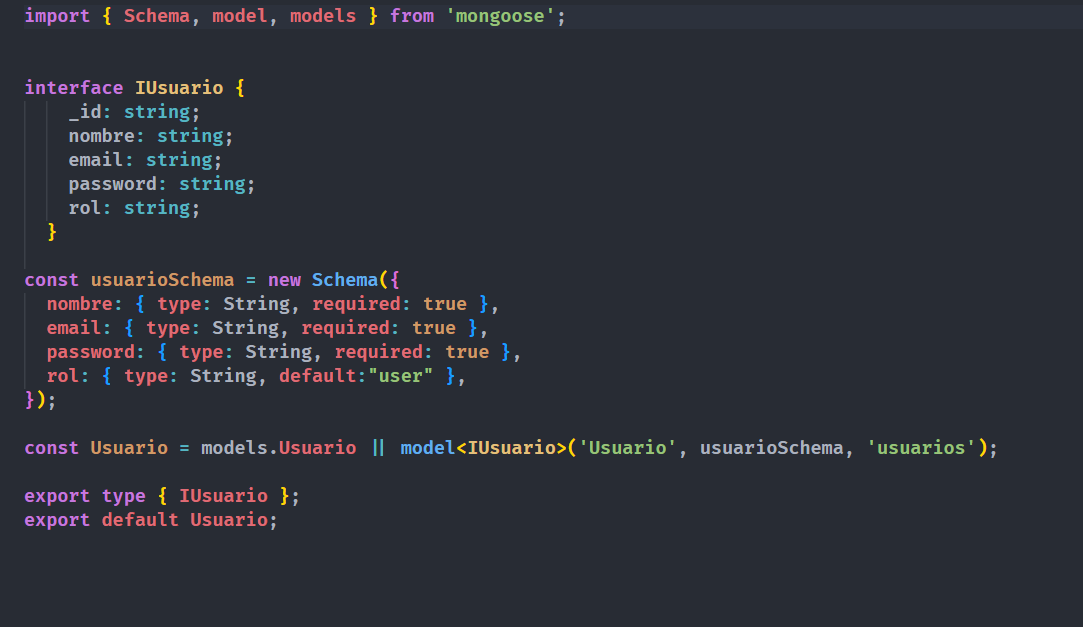 import { Schema, model, models } from 'mongoose';
interface IUsuario {
_id: string;
nombre: string;
email: string;
password: string;
rol: string;
}
const usuarioSchema = new Schema({
nombre: { type: String, required: true },
email: { type: String, required: true },
password: { type: String, required: true },
rol: { type: String, default:"user" },
});
const Usuario = models.Usuario || model<IUsuario>('Usuario', usuarioSchema, 'usuarios');
export type { IUsuario };
export default Usuario;